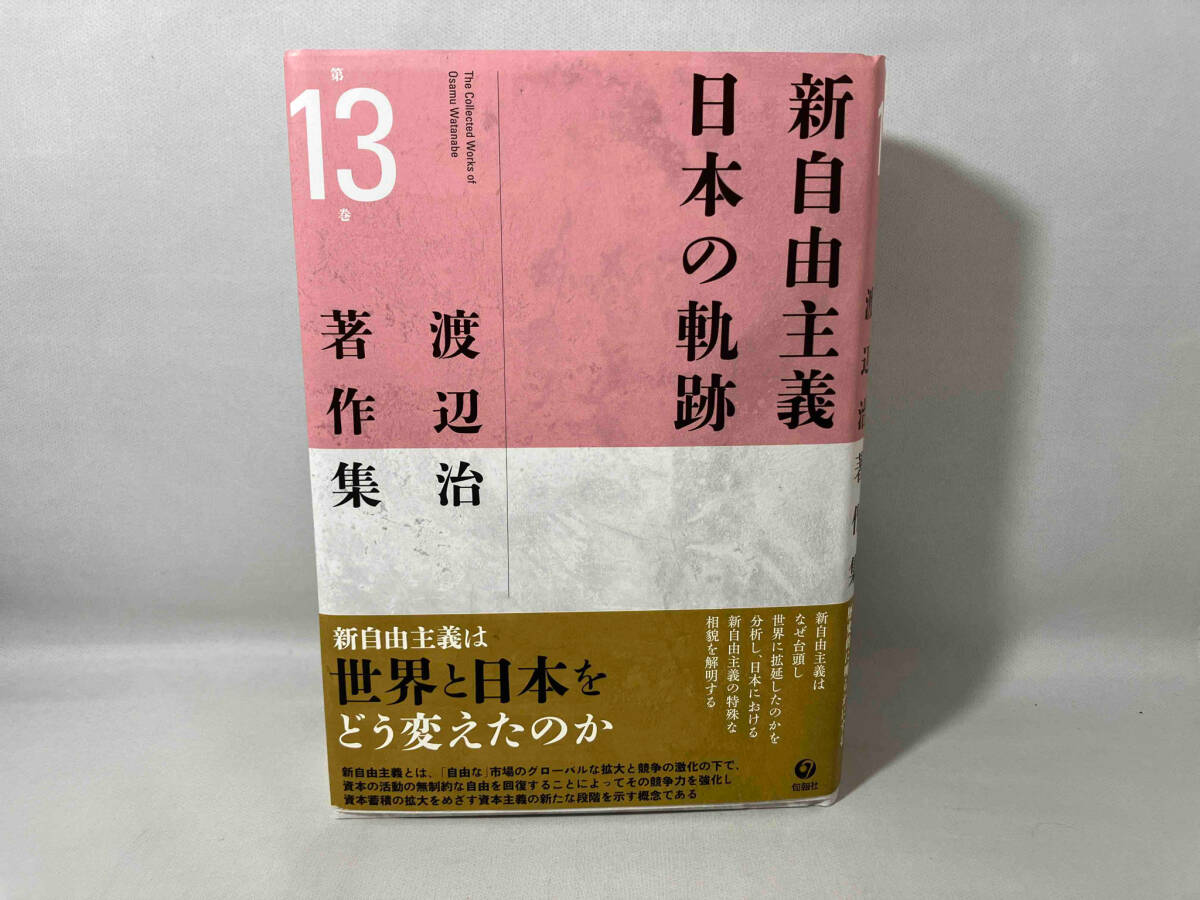 新自由主義
日本の軌跡
The Collected Works of
Osamu Watanabe
第
13
巻
渡辺治
著作集
新自由主義は
なぜ台頭し
世界に拡延したのかを
分析し、日本における
新自由主義の特殊な
相貌を解明する
新自由主義は
世界と日本を
どう変えたのか
新自由主義とは、「自由な」市場のグローバルな拡大と競争の激化の下で、
資本の活動の無制約な自由を回復することによってその競争力を強化し
資本蓄積の拡大をめざす資本主義の新たな段階を示す概念である
旬報社
渡辺治著作集